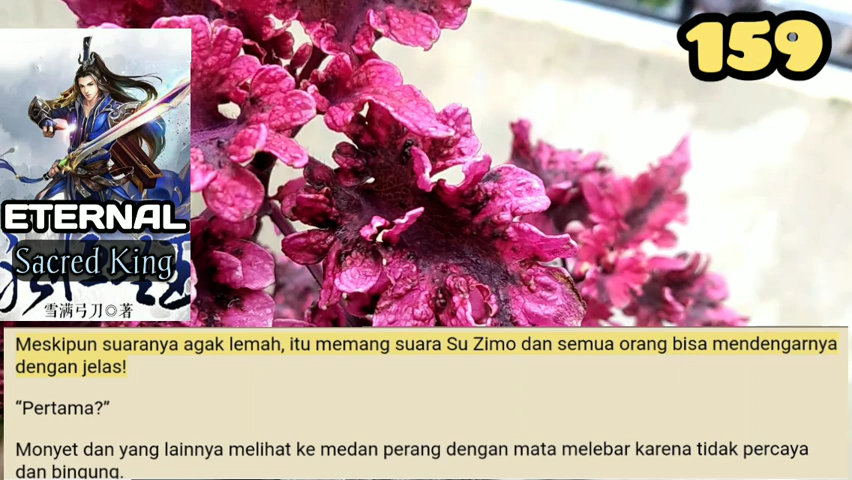 159
ETERNAL
Sacred King
雪满弓刀◎著
Meskipun suaranya agak lemah, itu memang suara Su Zimo dan semua orang bisa mendengarnya
dengan jelas!
“Pertama?”
Monyet dan yang lainnya melihat ke medan perang dengan mata melebar karena tidak percaya
dan bingung.